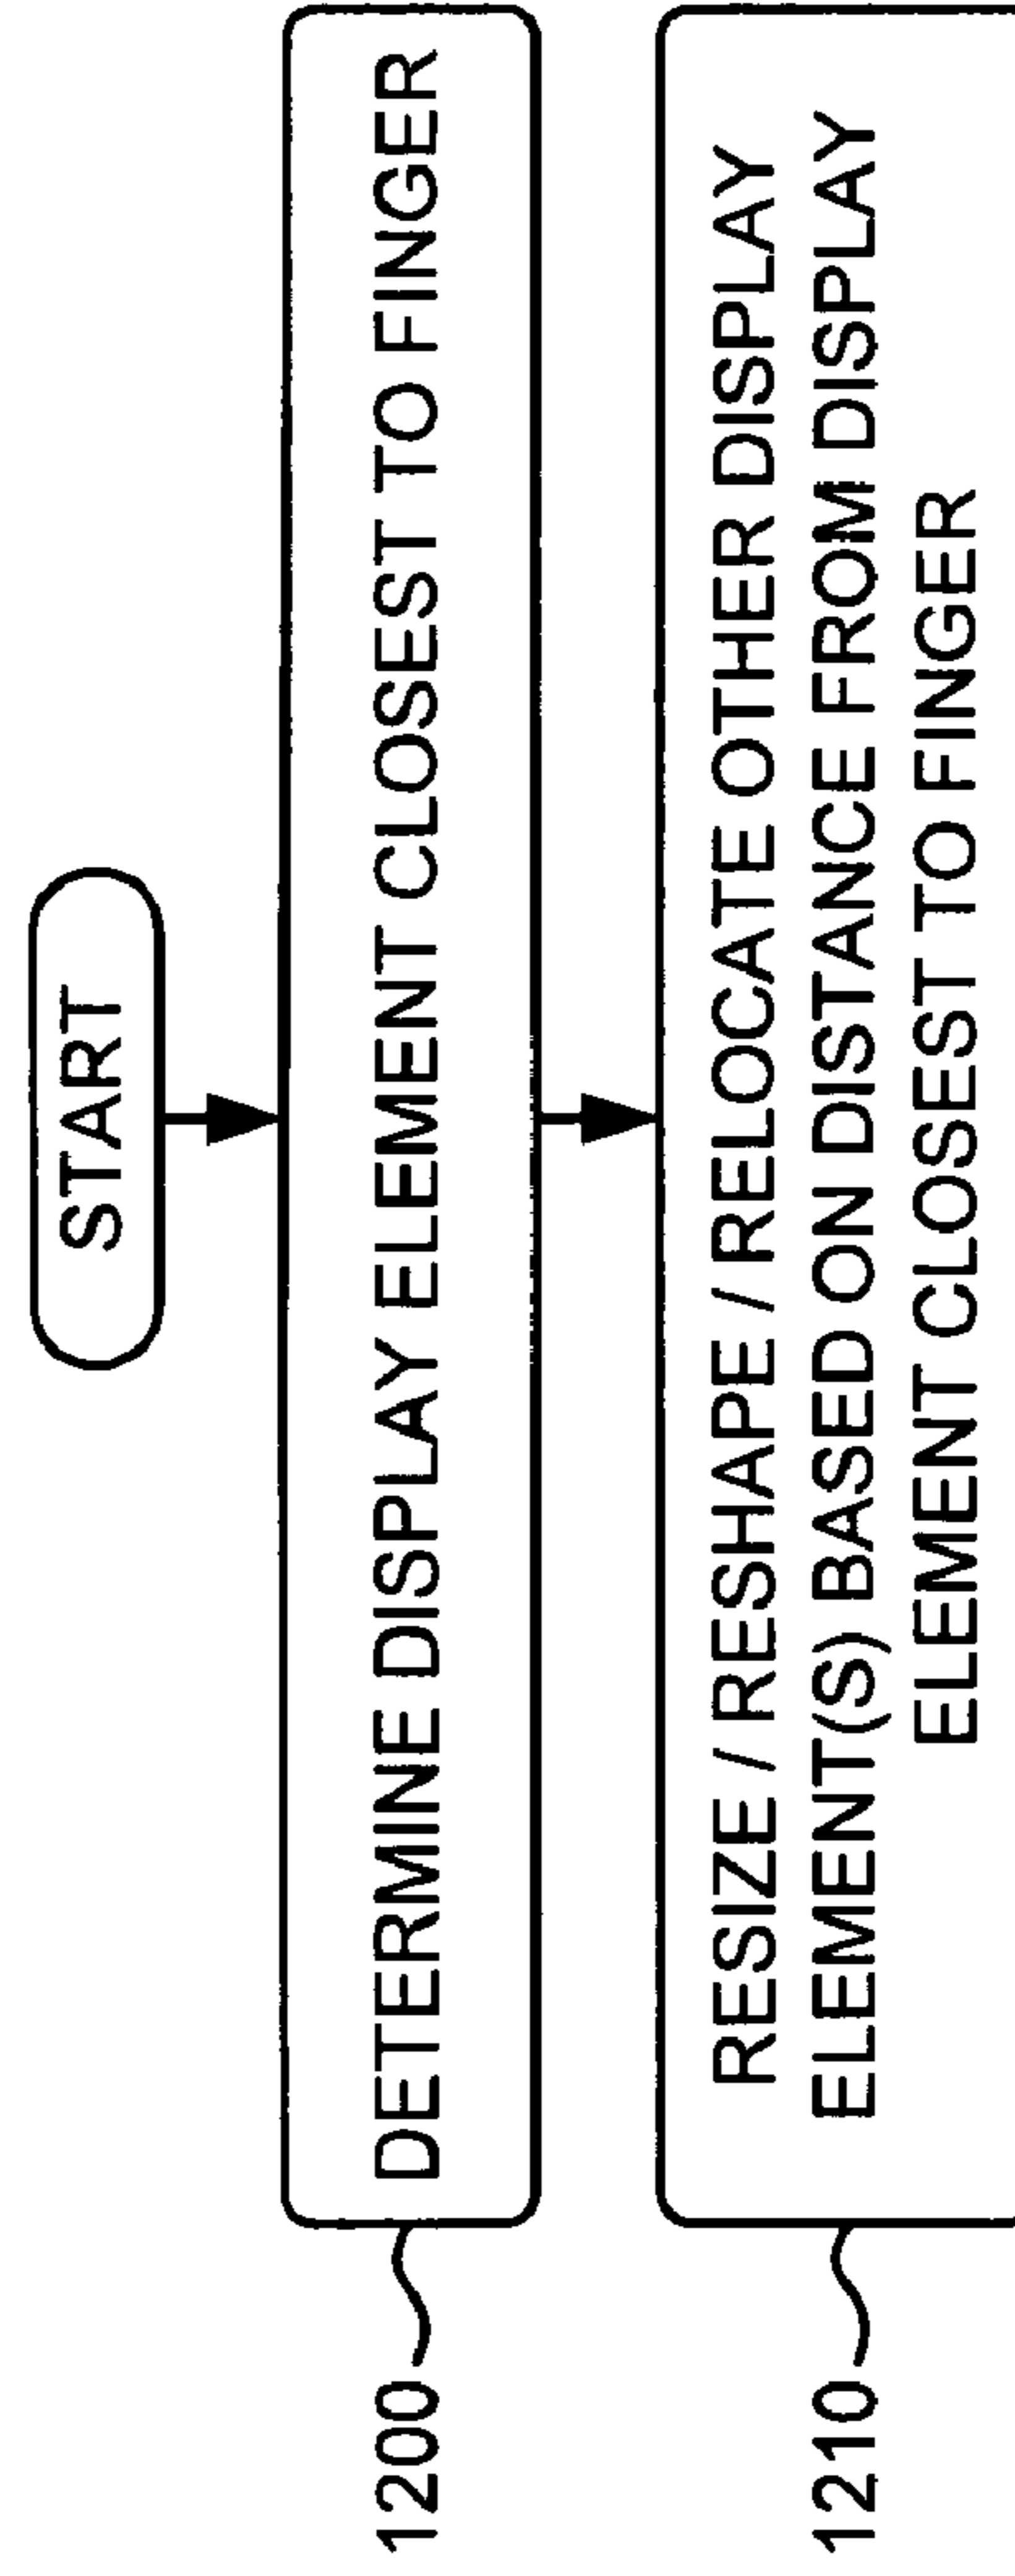 START
1200
DETERMINE DISPLAY ELEMENT CLOSEST TO FINGER
1210
RESIZE / RESHAPE / RELOCATE OTHER DISPLAY
ELEMENT(S) BASED ON DISTANCE FROM DISPLAY
ELEMENT CLOSEST TO FINGER